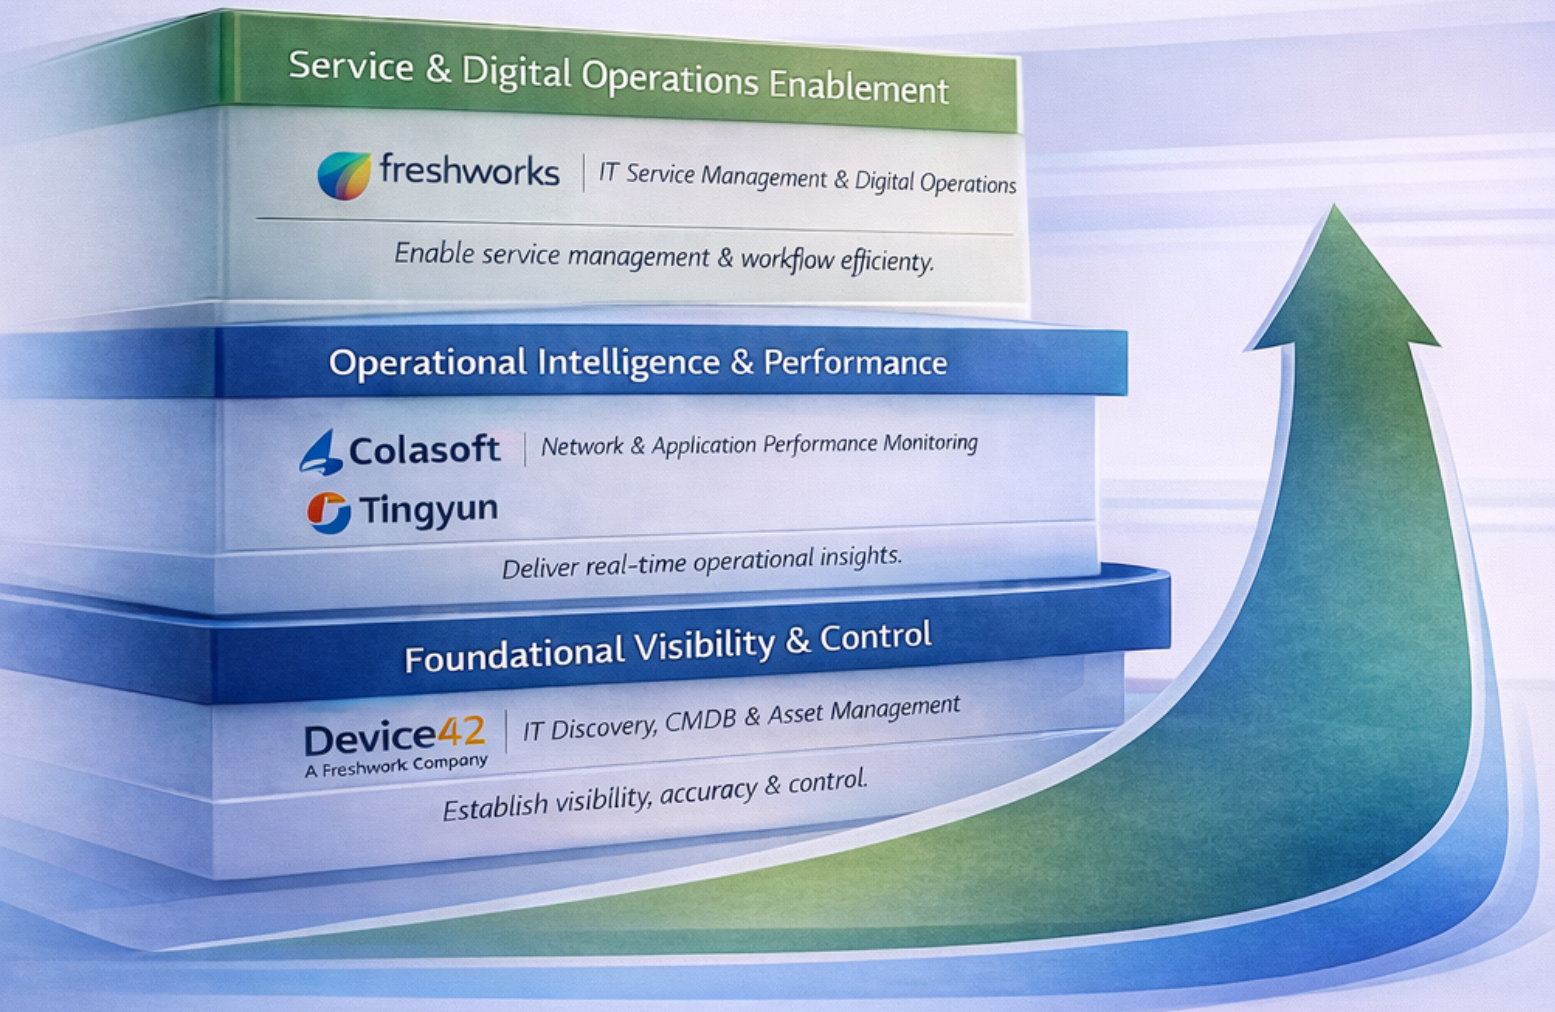 Service & Digital Operations Enablement
freshworks | IT Service Management & Digital Operations
Enable service management & workflow efficienty.
Operational Intelligence & Performance
Colasoft | Network & Application Performance Monitoring
Tingyun
Deliver real-time operational insights.
Foundational Visibility & Control
Device42 | IT Discovery, CMDB & Asset Management
A Freshwork Company
Establish visibility, accuracy & control.